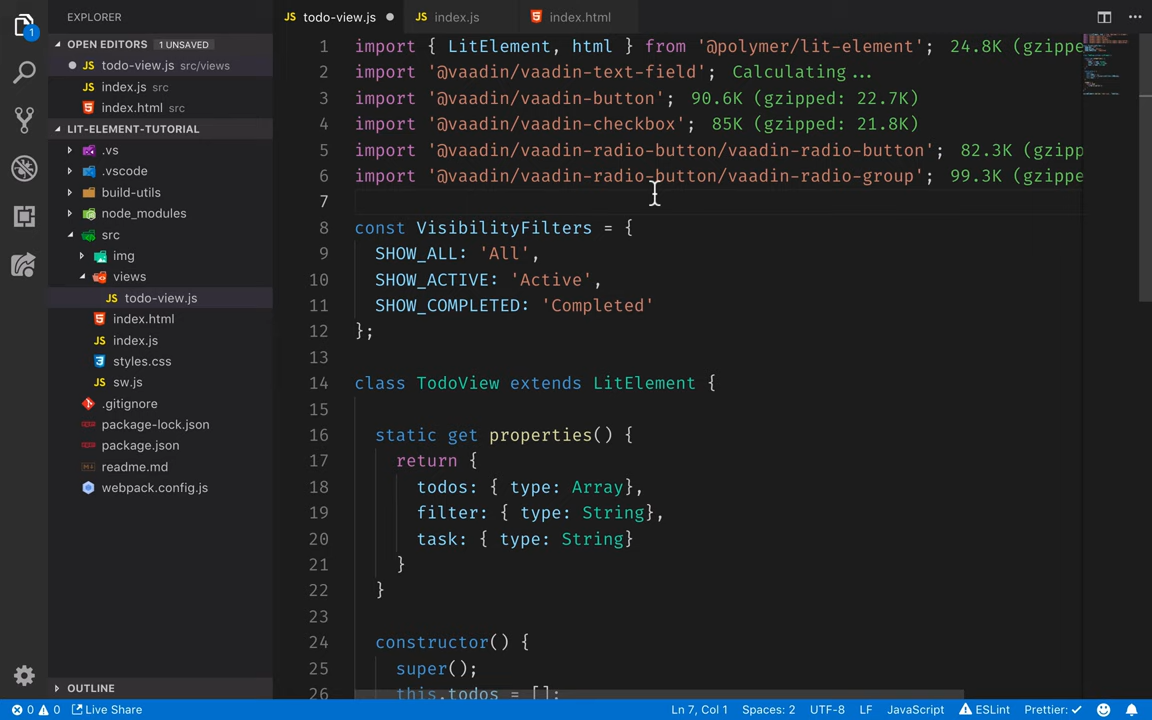 EXPLORER
OPEN EDITORS 1 UNSAVED
JS todo-view.js src/views
JS index.js src
index.html src
LIT-ELEMENT-TUTORIAL
.vs
.vscode
build-utils
node_modules
src
img
views
JS todo-view.js
index.html
JS index.js
styles.css
JS sw.js
.gitignore
package-lock.json
package.json
readme.md
webpack.config.js
OUTLINE
1
JS todo-view.js
JS index.js
index.html
1 import { LitElement, html } from '@polymer/lit-element'; 24.8K (gzippe
2 import '@vaadin/vaadin-text-field'; Calculating...
3 import '@vaadin/vaadin-button'; 90.6K (gzipped: 22.7K)
4 import '@vaadin/vaadin-checkbox'; 85K (gzipped: 21.8K)
5 import '@vaadin/vaadin-radio-button/vaadin-radio-button'; 82.3K (gzipp
6 import '@vaadin/vaadin-radio-button/vaadin-radio-group'; 99.3K (gzippe
7
8 const VisibilityFilters = {
9 SHOW_ALL: 'All',
10 SHOW_ACTIVE: 'Active',
11 SHOW_COMPLETED: 'Completed'
12 };
13
14 class TodoView extends LitElement {
15
16 static get properties() {
17 return {
18 todos: { type: Array},
19 filter: { type: String},
20 task: { type: String}
21 }
22 }
23
24 constructor() {
25 super();
26 this.todos = [];
0 0 Live Share
Ln 7, Col 1 Spaces: 2 UTF-8 LF JavaScript ESLint Prettier: ✓